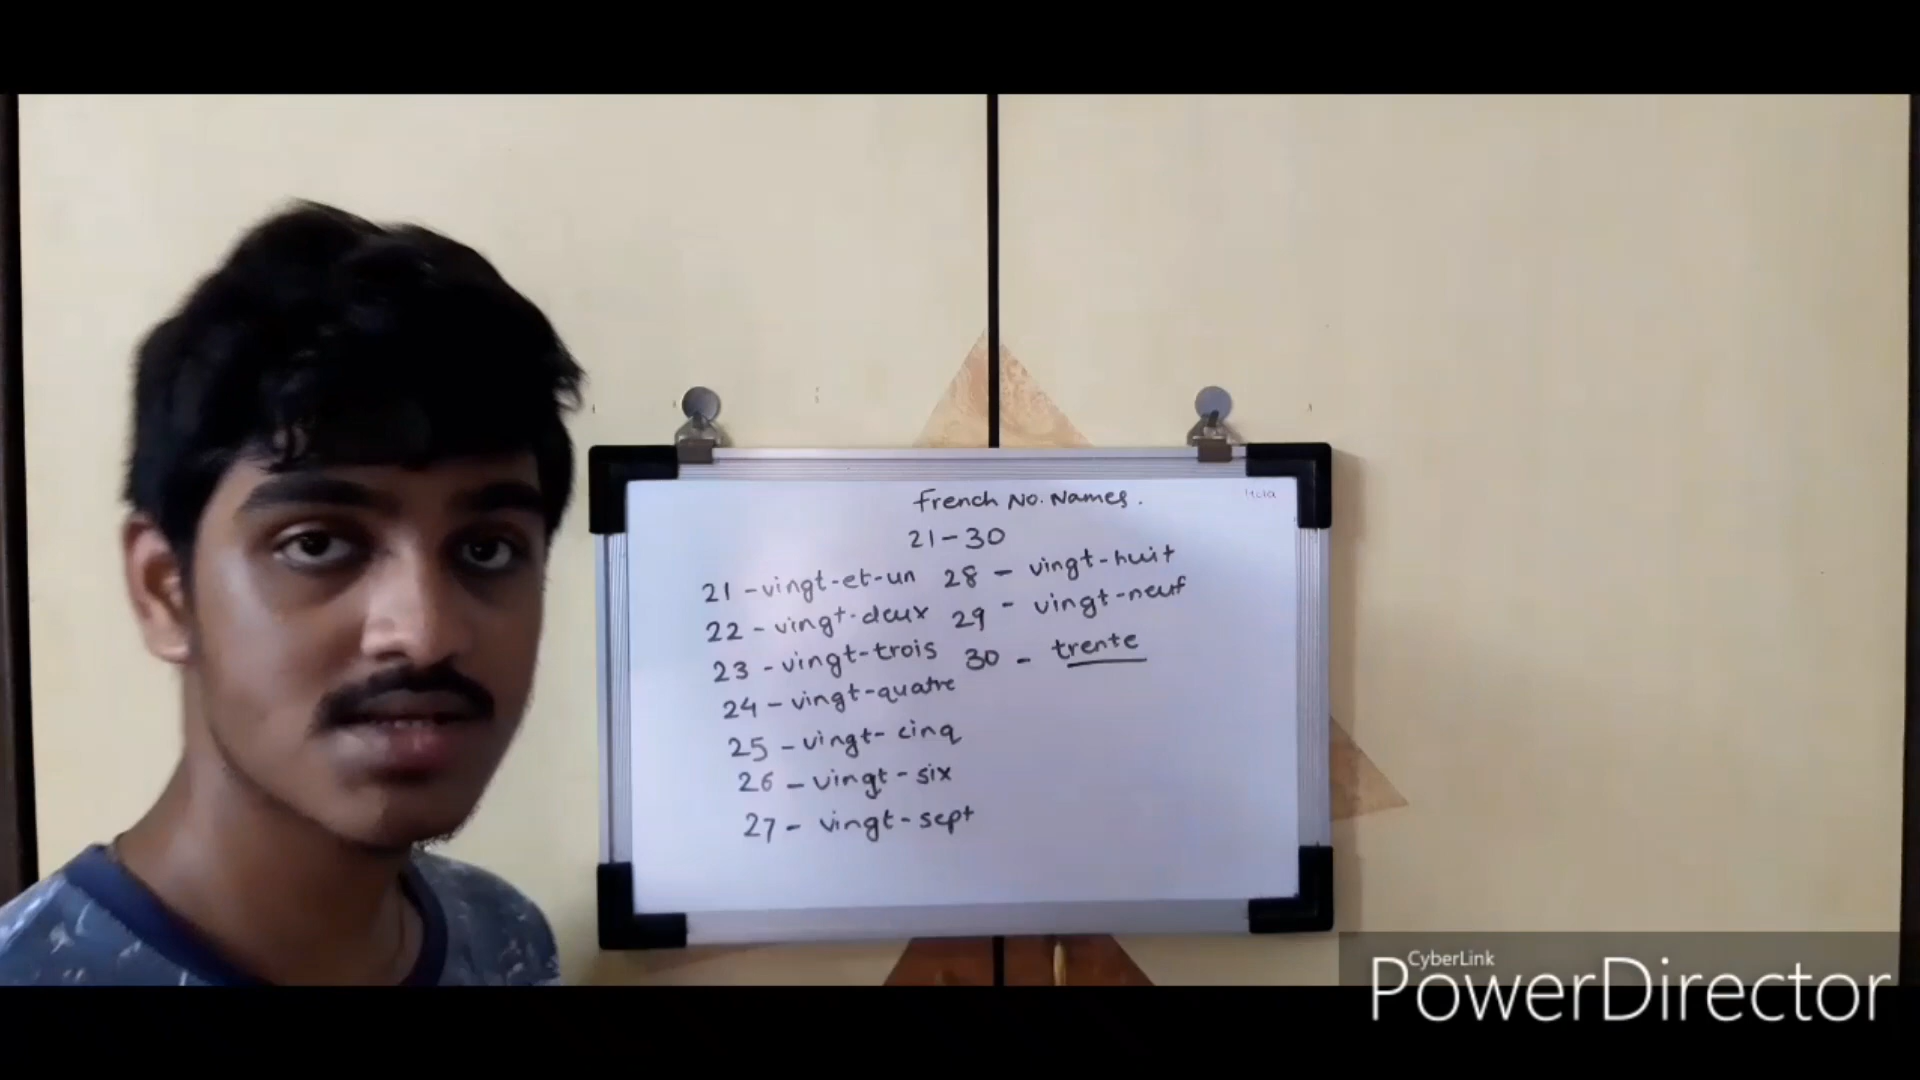 French No. Names.
21-30
21 - vingt-et-un
22 - vingt-deux
23 - vingt-trois
24 - vingt-quatre
25 - vingt-cinq
26 - vingt-six
27 - vingt-sept
28 - vingt-huit
29 - vingt-neuf
30 - trente
CyberLink
PowerDirector